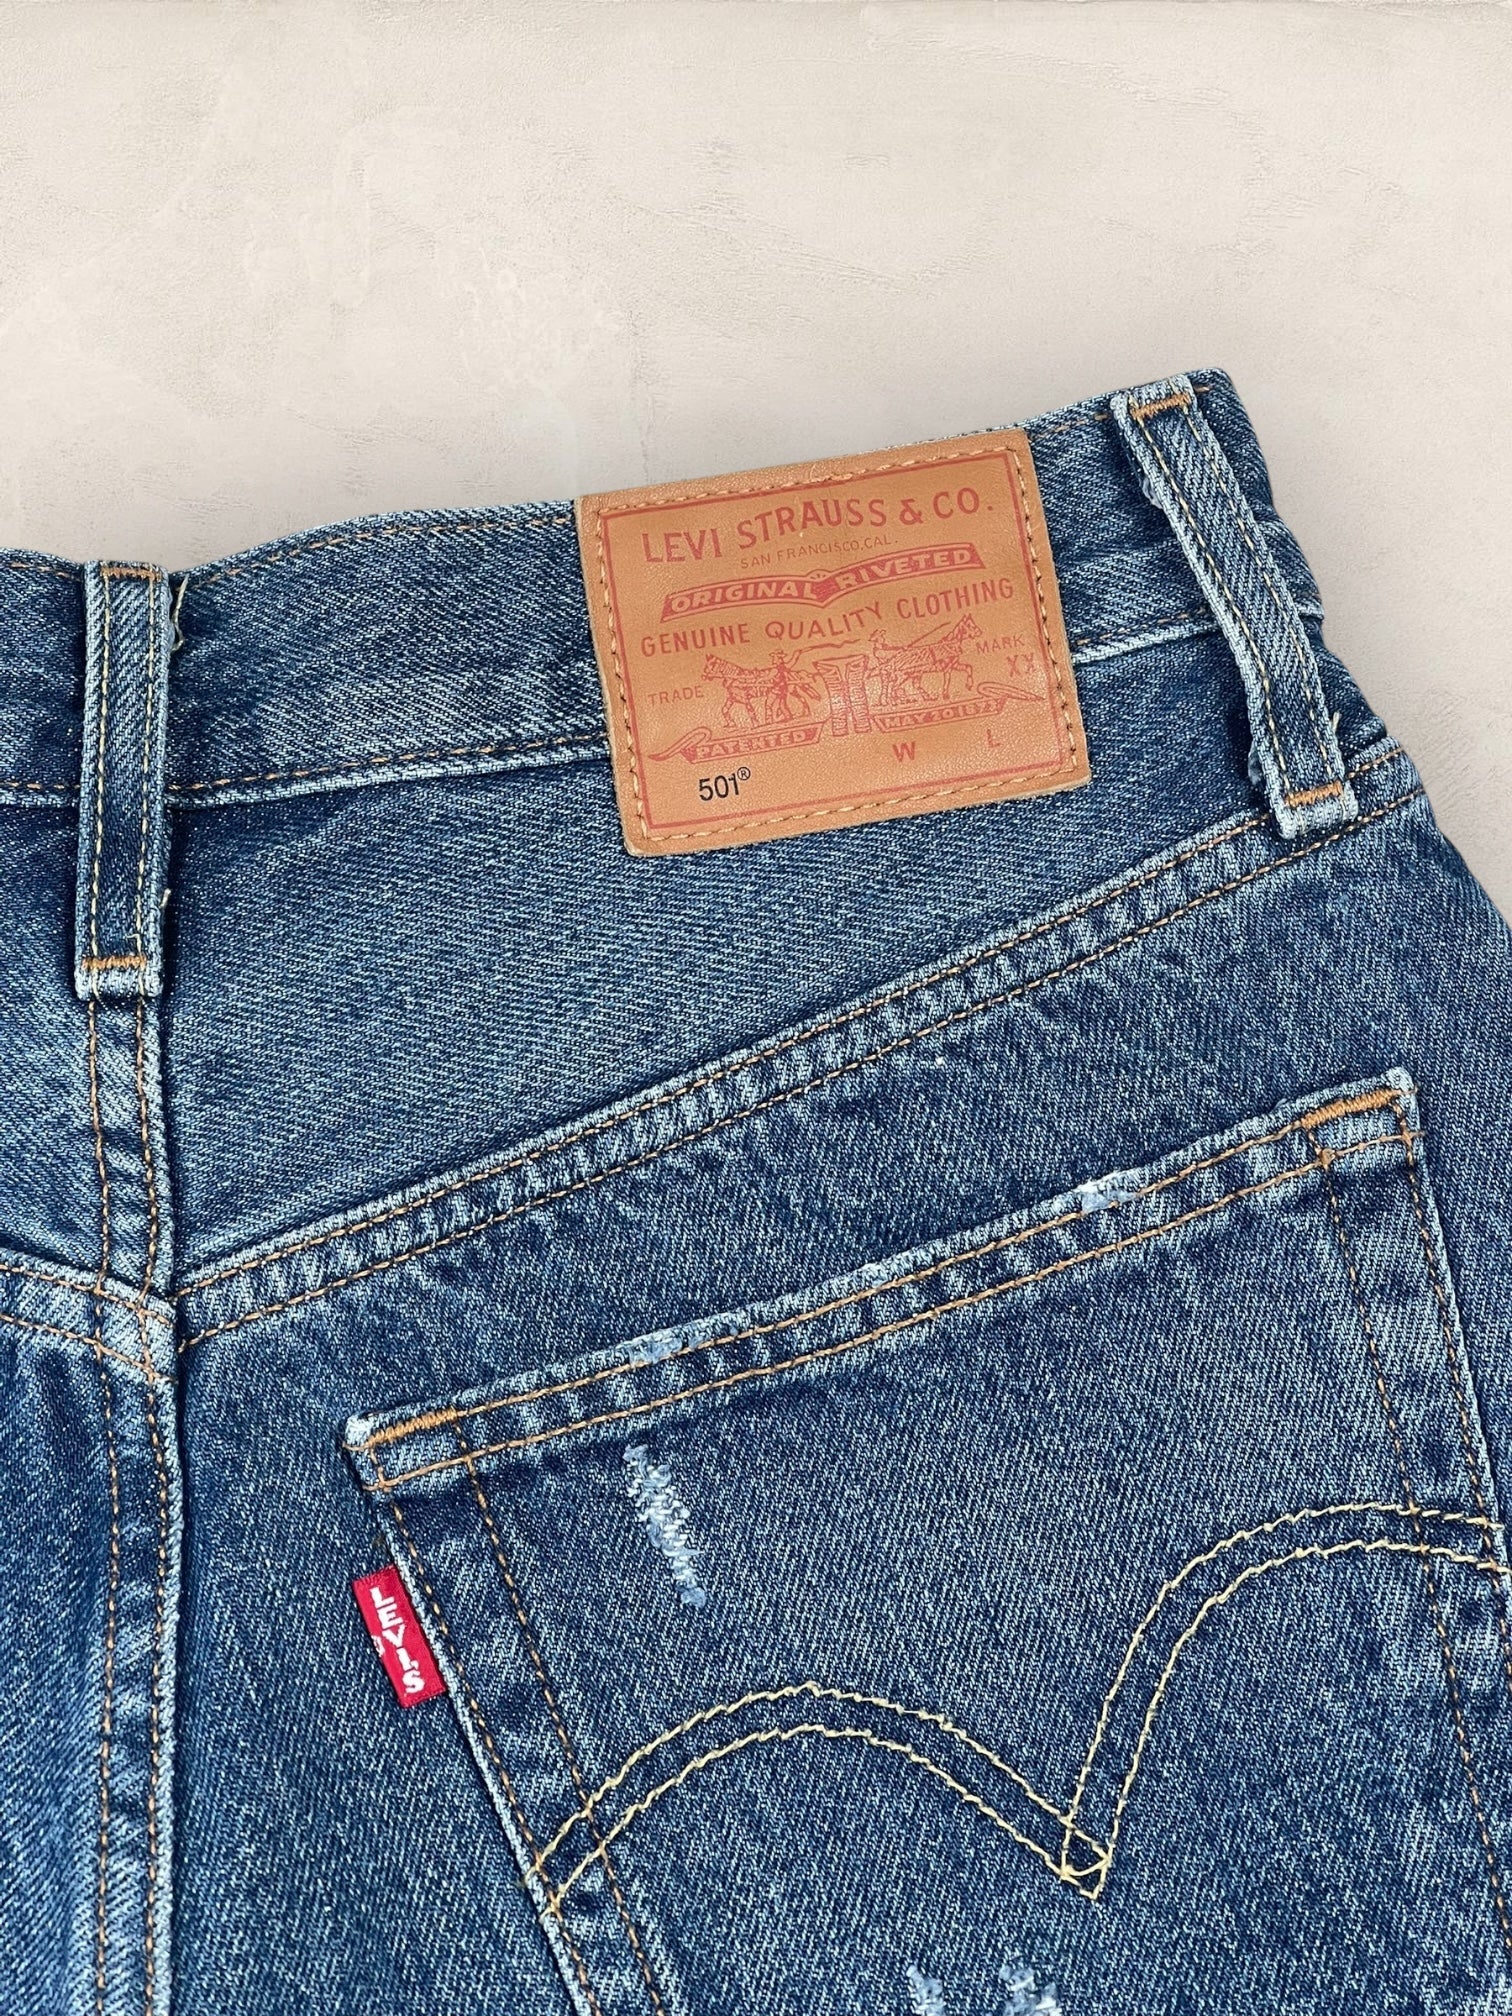 LEVI STRAUSS & CO.
SAN FRANCISCO, CAL.
ORIGINAL RIVETED
GENUINE QUALITY CLOTHING
TRADE MARK
XX
PATENTED MAY 20 1873
W L
501®
LEVI'S